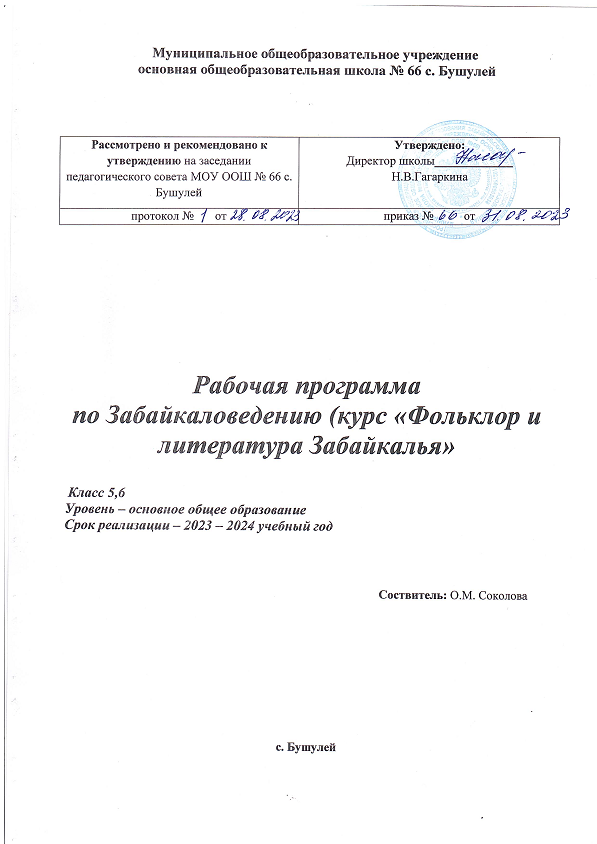 Муниципальное общеобразовательное учреждение
основная общеобразовательная школа № 66 с. Бушулей
Рассмотрено и рекомендовано к
утверждению на заседании
педагогического совета МОУ ООШ № 66 с.
Бушулей
протокол № 1 от 28.08.2023
Утверждено:
Директор школы
Н.В.Гагаркина
приказ № 66 от 31.08.2023
Рабочая программа
по Забайкаловедению (курс «Фольклор и
литература Забайкалья»
Класс 5,6
Уровень – основное общее образование
Срок реализации – 2023 – 2024 учебный год
Соствитель: О.М. Соколова
с. Бушулей